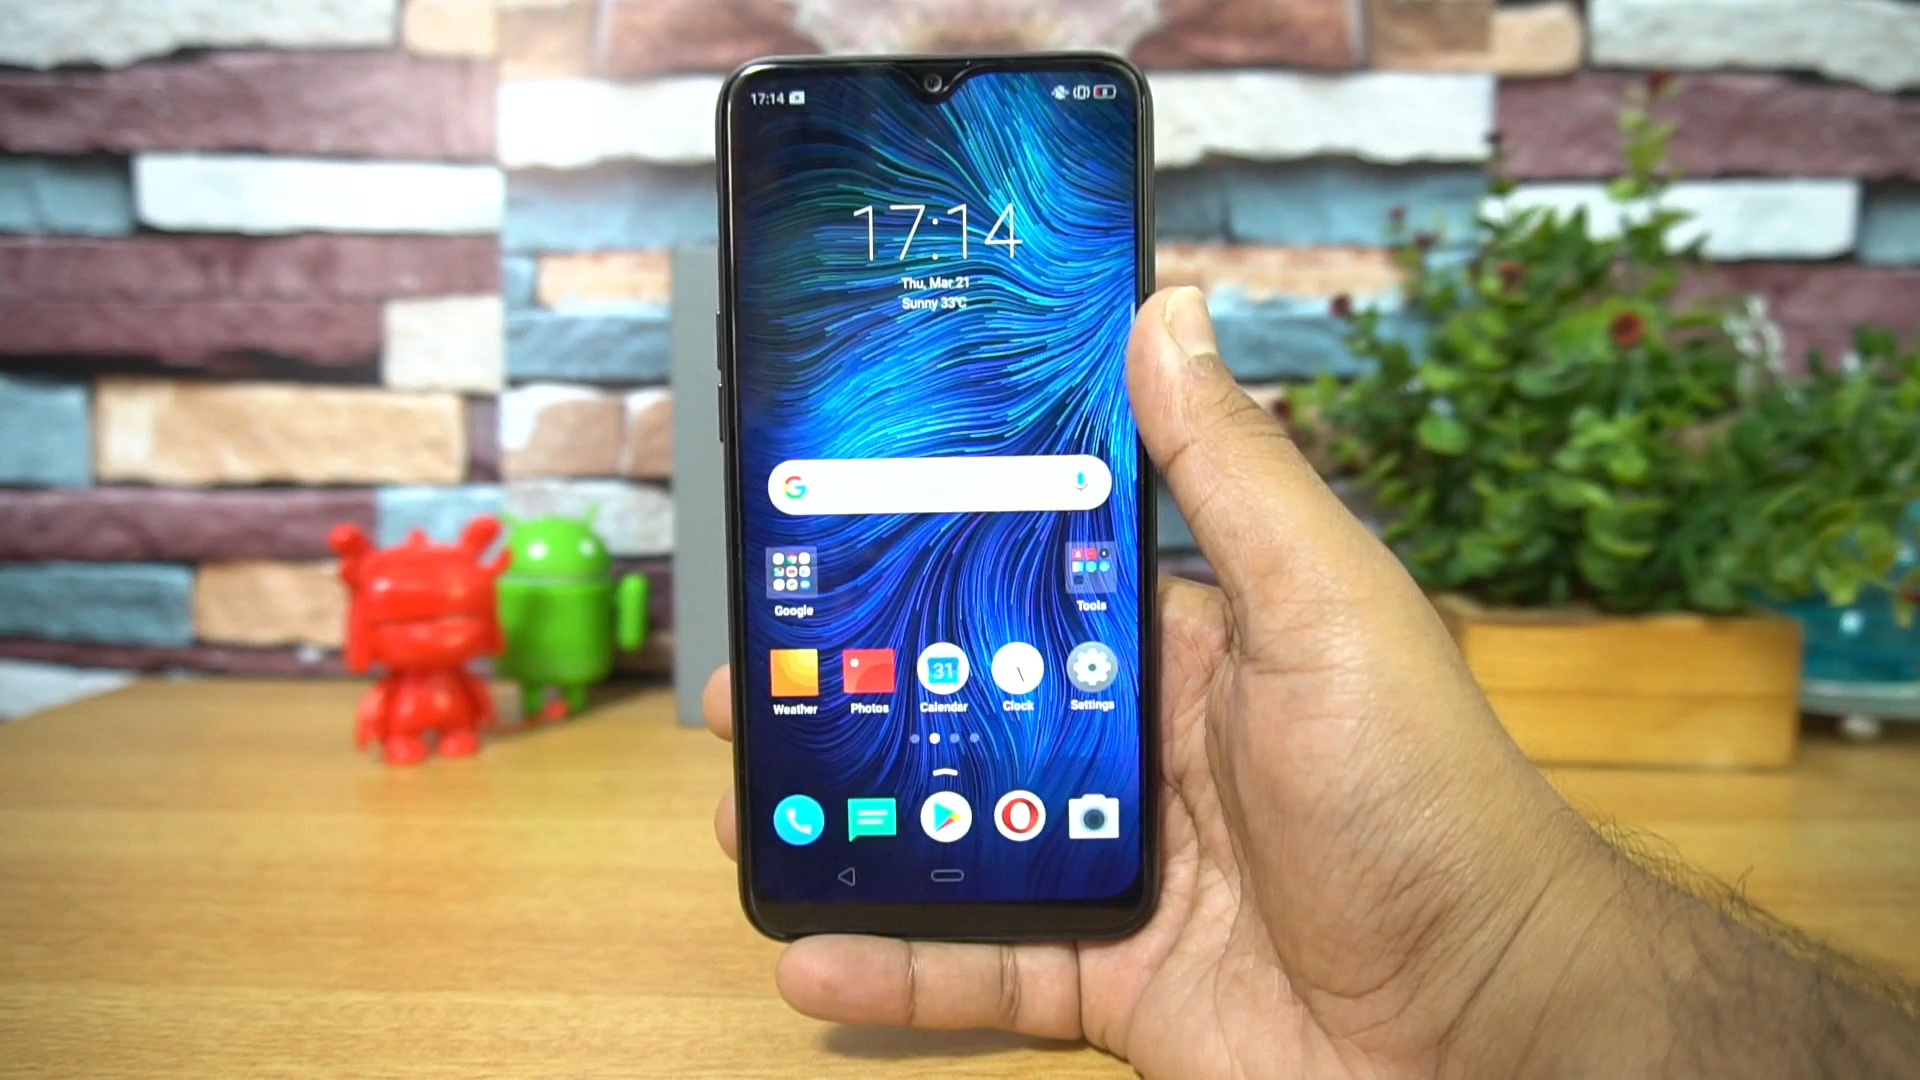 17:14
17:14
Thu, Mar 21
Sunny 33°C
G
Google
Tools
31
Weather
Photos
Calendar
Clock
Settings